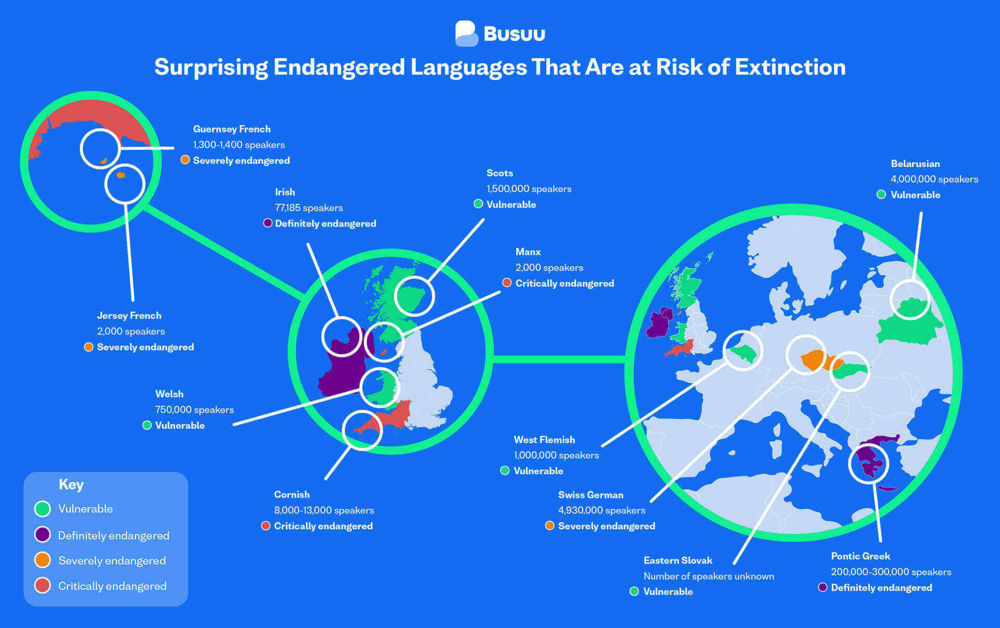 Busuu
Surprising Endangered Languages That Are at Risk of Extinction
Guernsey French
1,300-1,400 speakers
Severely endangered
Jersey French
2,000 speakers
Severely endangered
Irish
77,185 speakers
Definitely endangered
Scots
1,500,000 speakers
Vulnerable
Manx
2,000 speakers
Critically endangered
Welsh
750,000 speakers
Vulnerable
Cornish
8,000-13,000 speakers
Critically endangered
Belarusian
4,000,000 speakers
Vulnerable
West Flemish
1,000,000 speakers
Vulnerable
Swiss German
4,930,000 speakers
Severely endangered
Eastern Slovak
Number of speakers unknown
Vulnerable
Pontic Greek
200,000-300,000 speakers
Definitely endangered
Key
Vulnerable
Definitely endangered
Severely endangered
Critically endangered